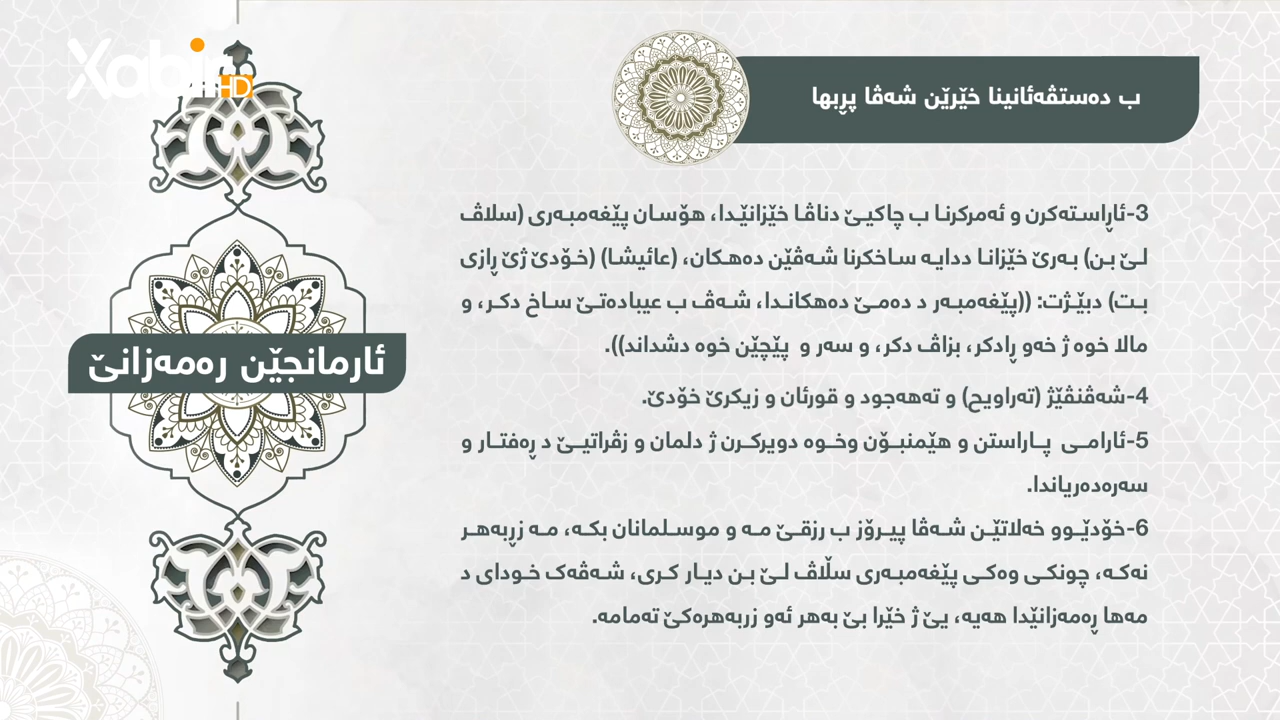 Xabir HD
ب دەستڤەئانینا خێرێن شەڤا پڕبها
3-ئاڕاستەکرن و ئەمرکرنا ب چاکیێ دناڤا خێزانێدا، هۆسان پێغەمبەری (سلاڤ
لێ بن) بەرێ خێزانا ددایە ساخکرنا شەڤێن دەهکان، (عائیشا) (خۆدێ ژێ ڕازی
بت) دبێژت: ((پێغەمبەر د دەمێ دەهکاندا، شەڤ ب عیبادەتێ ساخ دکر، و
مالا خوە ژ خەو ڕادکر، بزاڤ دکر، و سەر و پێچێن خوە دشداند)).
4-شەڤنڤێژ (تەراویح) و تەهەجود و قورئان و زیکرێ خۆدێ.
5-ئارامی پاراستن و هێمنبۆن وخوە دویرکرن ژ دلمان و زڤراتیێ د ڕەفتار و
سەرەدەریاندا.
6-خۆدێوو خەلاتێن شەڤا پیرۆز ب رزقێ مە و موسلمانان بکە، مە زڕبەهر
نەکە، چونکی وەکی پێغەمبەری سڵاڤ لێ بن دیار کری، شەڤەک خودای د
مەها ڕەمەزانێدا هەیە، یێ ژ خێرا بێ بەهر ئەو زربەهرەکێ تەمامە.
ئارمانجێن رەمەزانێ